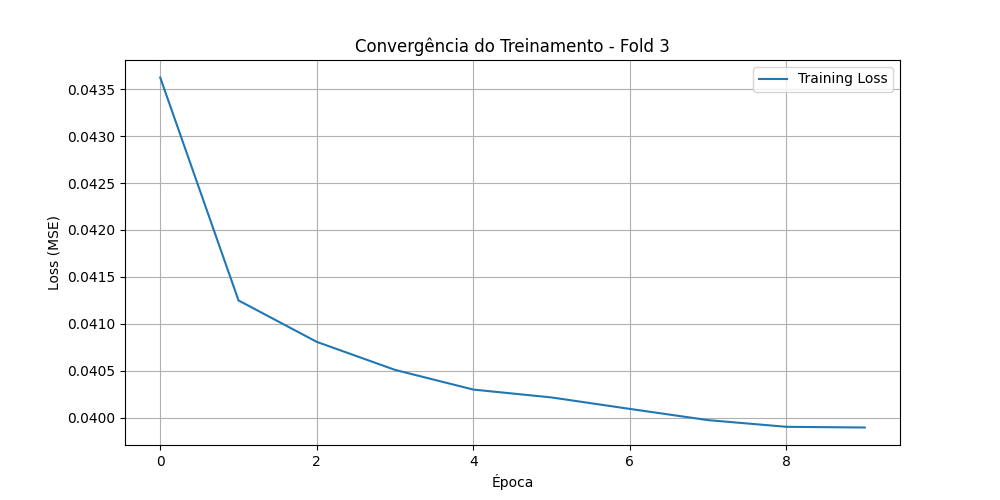 Convergência do Treinamento - Fold 3
Training Loss
Loss (MSE)
0.0435
0.0430
0.0425
0.0420
0.0415
0.0410
0.0405
0.0400
0 2 4 6 8
Época